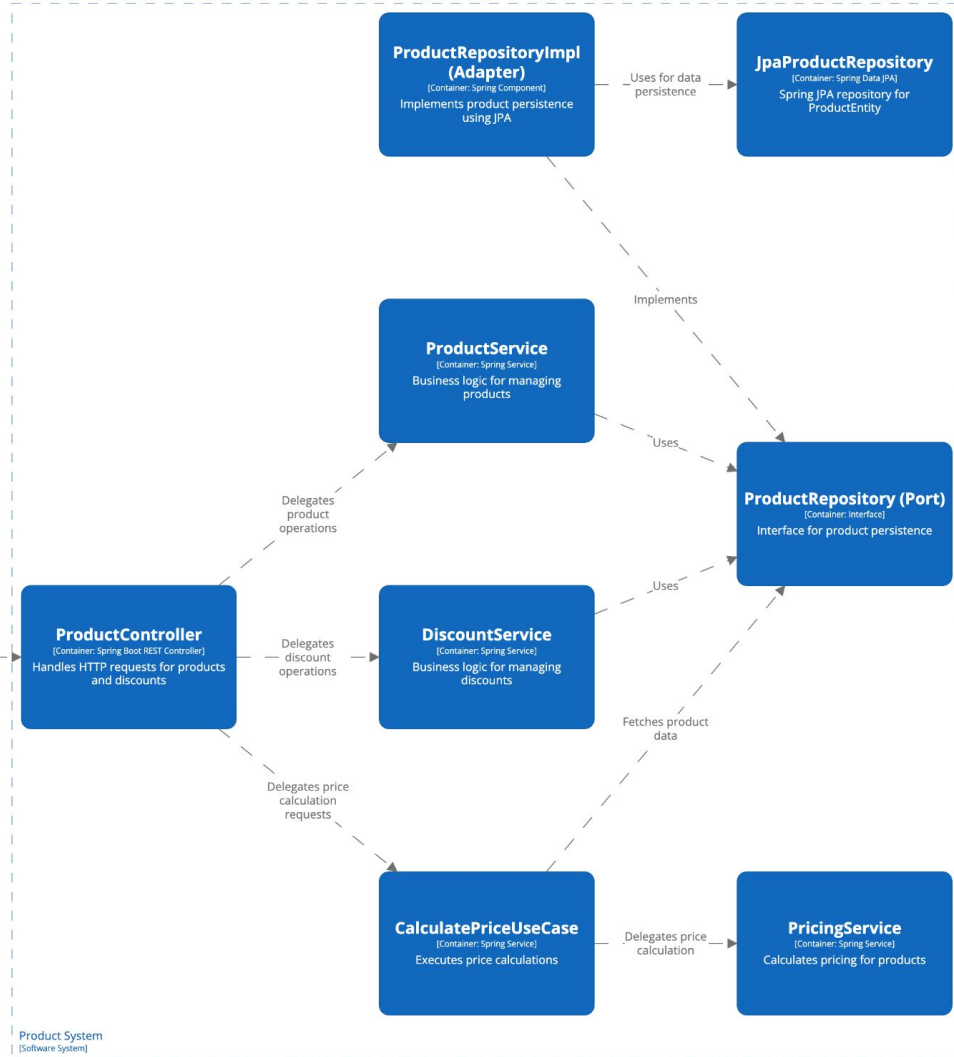 ProductRepositoryImpl
(Adapter)
[Container: Spring Component]
Implements product persistence
using JPA
Uses for data
persistence
JpaProductRepository
[Container: Spring Data JPA]
Spring JPA repository for
ProductEntity
Implements
ProductService
[Container: Spring Service]
Business logic for managing
products
Uses
ProductRepository (Port)
[Container: Interface]
Interface for product persistence
Delegates
product
operations
ProductController
[Container: Spring Boot REST Controller]
Handles HTTP requests for products
and discounts
Delegates
discount
operations
DiscountService
[Container: Spring Service]
Business logic for managing
discounts
Uses
Fetches product
data
Delegates price
calculation
requests
CalculatePriceUseCase
[Container: Spring Service]
Executes price calculations
Delegates price
calculation
PricingService
[Container: Spring Service]
Calculates pricing for products
Product System
[Software System]